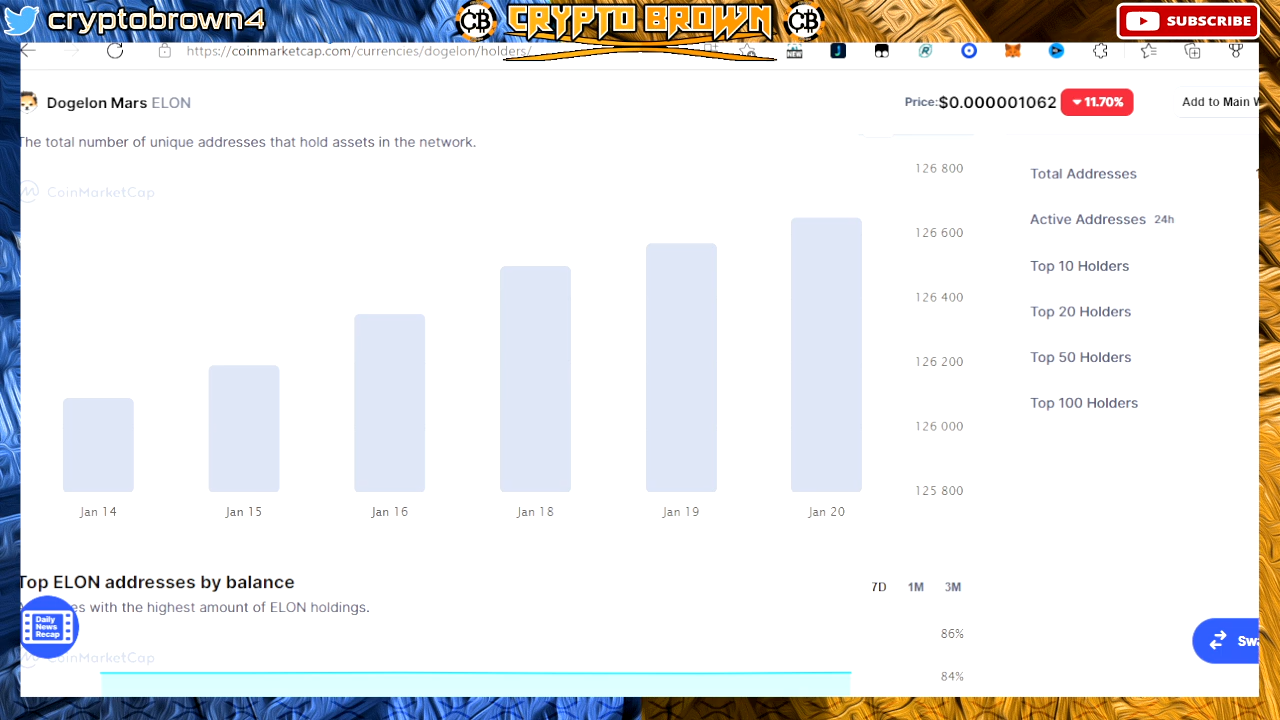 cryptobrown4
CB CRYPTO BROWN CB
SUBSCRIBE
https://coinmarketcap.com/currencies/dogelon/holders/
NEW
Dogelon Mars ELON
Price: $0.000001062 11.70%
Add to Main W
The total number of unique addresses that hold assets in the network.
CoinMarketCap
126 800
126 600
126 400
126 200
126 000
125 800
Jan 14 Jan 15 Jan 16 Jan 18 Jan 19 Jan 20
Total Addresses
Active Addresses 24h
Top 10 Holders
Top 20 Holders
Top 50 Holders
Top 100 Holders
Top ELON addresses by balance
7D 1M 3M
with the highest amount of ELON holdings.
Daily
News
Recap
CoinMarketCap
86%
84%
Swa